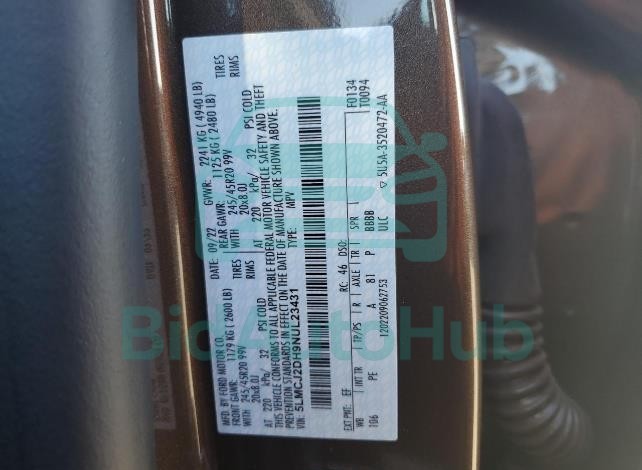 MFD BY FORD MOTOR CO.
DATE: 09/22 GVWR: 2241 KG ( 4940 LB)
FRONT GAWR: 1179 KG ( 2600 LB) REAR GAWR: 1125 KG ( 2480 LB)
WITH 245/45R20 99V TIRES WITH 245/45R20 99V TIRES
20x8.0J RIMS 20x8.0J RIMS
AT 220 kPa/ 32 PSI COLD AT 220 kPa/ 32 PSI COLD
THIS VEHICLE CONFORMS TO ALL APPLICABLE FEDERAL MOTOR VEHICLE SAFETY AND THEFT
PREVENTION STANDARDS IN EFFECT ON THE DATE OF MANUFACTURE SHOWN ABOVE.
VIN: 5LMCJ2DH9NUL23431 TYPE: MPV
F0134
T0094
EXT PNT: EF RC: 46 DSO:
WB INT TR TP/PS R AXLE TR SPR
106 PE A 81 P BBBB
ULC
1202209062753 ▽ 5U5A-3520472-AA
BidAutoHub